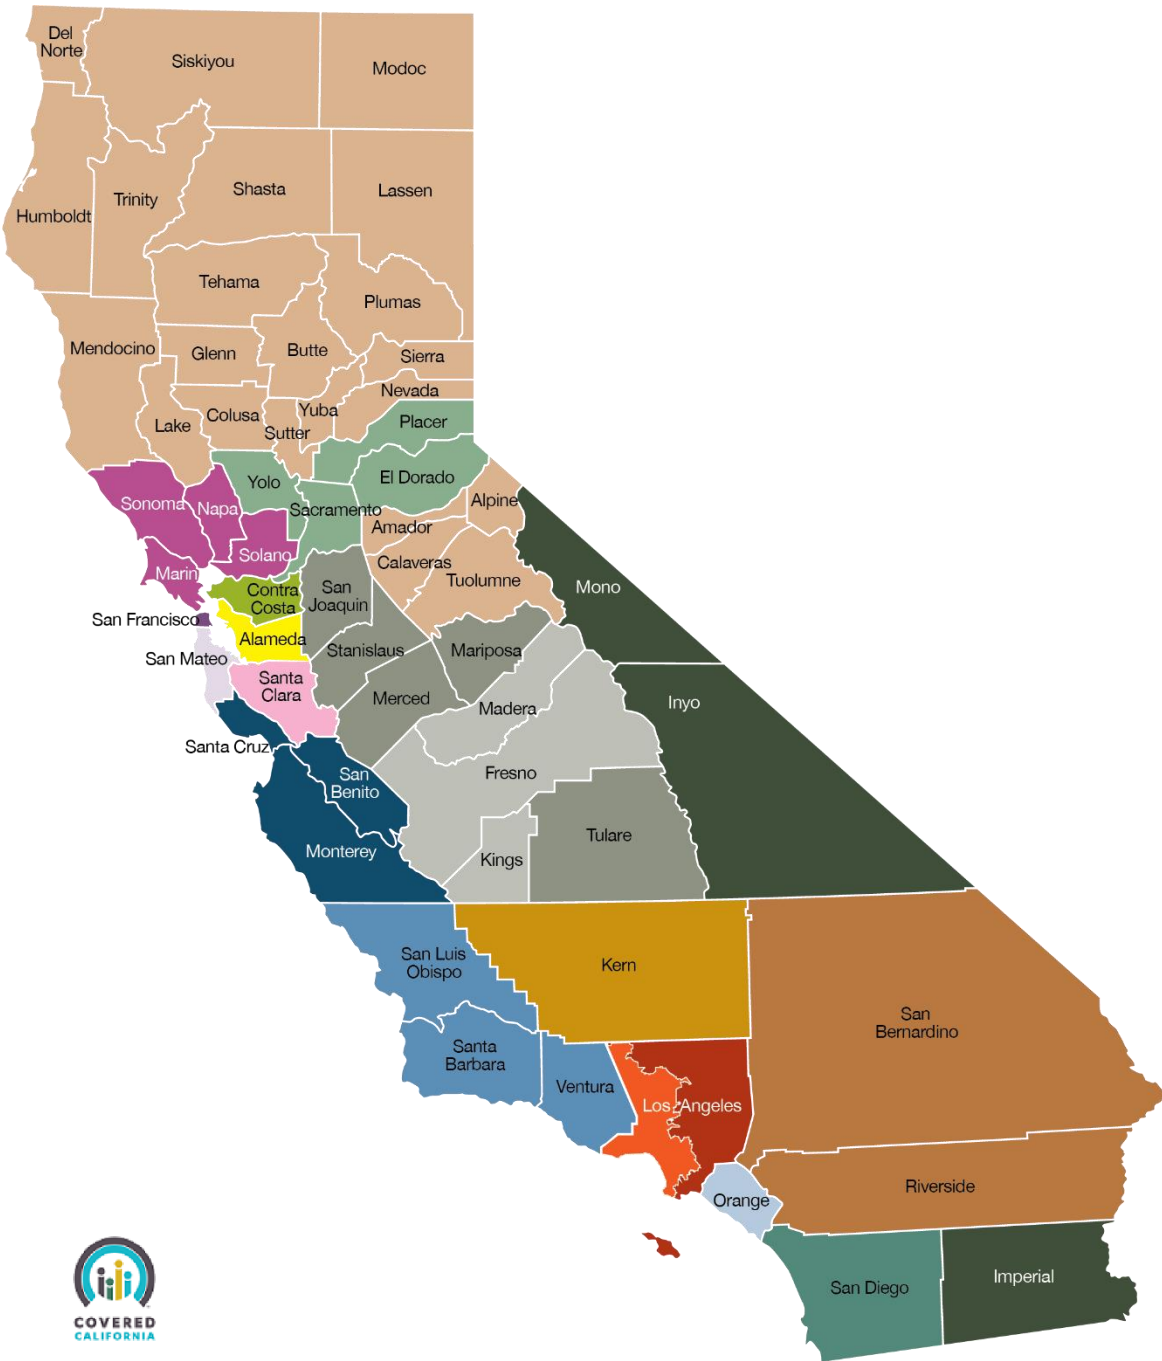 Del
Norte
Siskiyou
Modoc
Humboldt
Trinity
Shasta
Lassen
Tehama
Plumas
Mendocino
Glenn
Butte
Sierra
Nevada
Lake
Colusa
Sutter
Yuba
Placer
Yolo
El Dorado
Sonoma
Napa
Sacramento
Alpine
Amador
Solano
Marin
Calaveras
Tuolumne
Mono
Contra
Costa
San
Joaquin
San Francisco
Alameda
Stanislaus
Mariposa
San Mateo
Santa
Clara
Merced
Madera
Inyo
Santa Cruz
San
Benito
Fresno
Monterey
Kings
Tulare
San Luis
Obispo
Kern
San
Bernardino
Santa
Barbara
Ventura
Los Angeles
Orange
Riverside
San Diego
Imperial
COVERED
CALIFORNIA